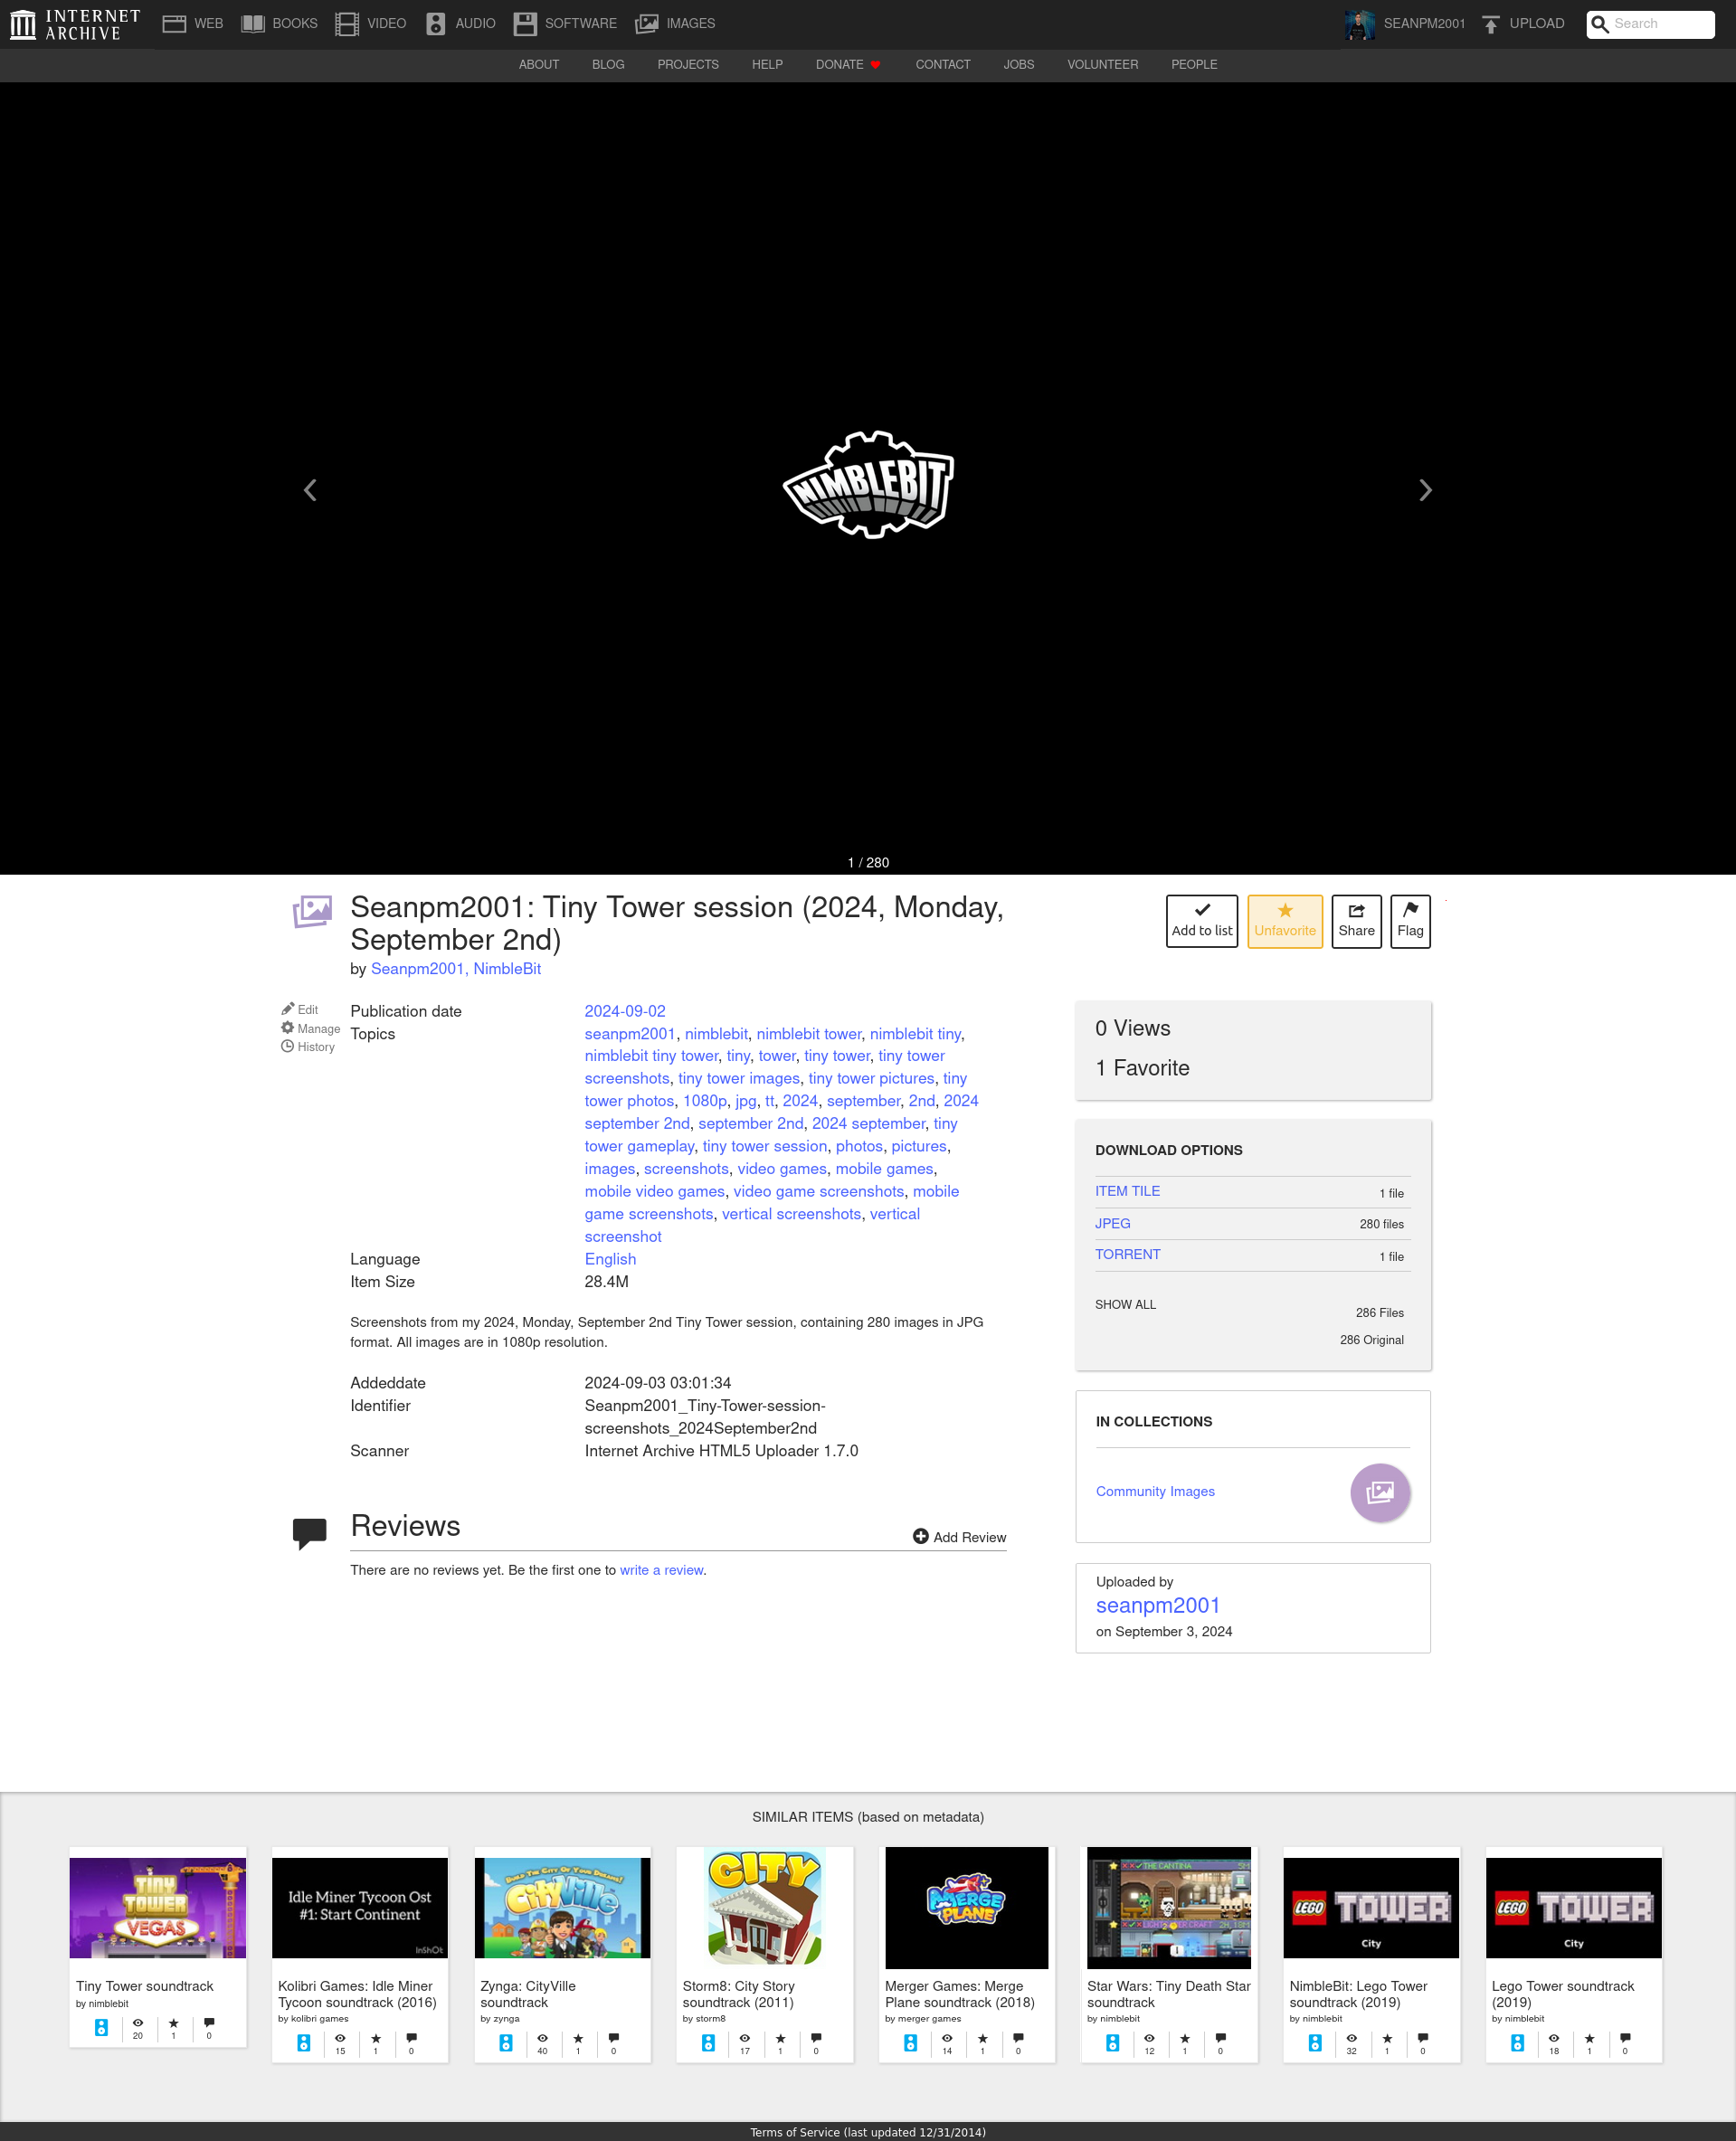 INTERNET ARCHIVE
WEB BOOKS VIDEO AUDIO SOFTWARE IMAGES
SEANPM2001 UPLOAD Search
ABOUT BLOG PROJECTS HELP DONATE CONTACT JOBS VOLUNTEER PEOPLE
NIMBLEBIT
1 / 280
Seanpm2001: Tiny Tower session (2024, Monday,
September 2nd)
by Seanpm2001, NimbleBit
Add to list Unfavorite Share Flag
Edit
Manage
History
Publication date 2024-09-02
Topics seanpm2001, nimblebit, nimblebit tower, nimblebit tiny,
nimblebit tiny tower, tiny, tower, tiny tower, tiny tower
screenshots, tiny tower images, tiny tower pictures, tiny
tower photos, 1080p, jpg, tt, 2024, september, 2nd, 2024
september 2nd, september 2nd, 2024 september, tiny
tower gameplay, tiny tower session, photos, pictures,
images, screenshots, video games, mobile games,
mobile video games, video game screenshots, mobile
game screenshots, vertical screenshots, vertical
screenshot
Language English
Item Size 28.4M
Screenshots from my 2024, Monday, September 2nd Tiny Tower session, containing 280 images in JPG
format. All images are in 1080p resolution.
Addeddate 2024-09-03 03:01:34
Identifier Seanpm2001_Tiny-Tower-session-
screenshots_2024September2nd
Scanner Internet Archive HTML5 Uploader 1.7.0
Reviews
Add Review
There are no reviews yet. Be the first one to write a review.
0 Views
1 Favorite
DOWNLOAD OPTIONS
ITEM TILE 1 file
JPEG 280 files
TORRENT 1 file
SHOW ALL 286 Files
286 Original
IN COLLECTIONS
Community Images
Uploaded by
seanpm2001
on September 3, 2024
SIMILAR ITEMS (based on metadata)
TINY
TOWER
VEGAS
Tiny Tower soundtrack
by nimblebit
20 1 0
Idle Miner Tycoon Ost
#1: Start Continent
InShOt
Kolibri Games: Idle Miner
Tycoon soundtrack (2016)
by kolibri games
15 1 0
BUILD THE CITY OF YOUR DREAMS!
CityVille
Zynga: CityVille
soundtrack
by zynga
40 1 0
CITY
Storm8: City Story
soundtrack (2011)
by storm8
17 1 0
MERGE
PLANE
Merger Games: Merge
Plane soundtrack (2018)
by merger games
14 1 0
THE CANTINA
Star Wars: Tiny Death Star
soundtrack
by nimblebit
12 1 0
LEGO TOWER
City
NimbleBit: Lego Tower
soundtrack (2019)
by nimblebit
32 1 0
LEGO TOWER
City
Lego Tower soundtrack
(2019)
by nimblebit
18 1 0
Terms of Service (last updated 12/31/2014)